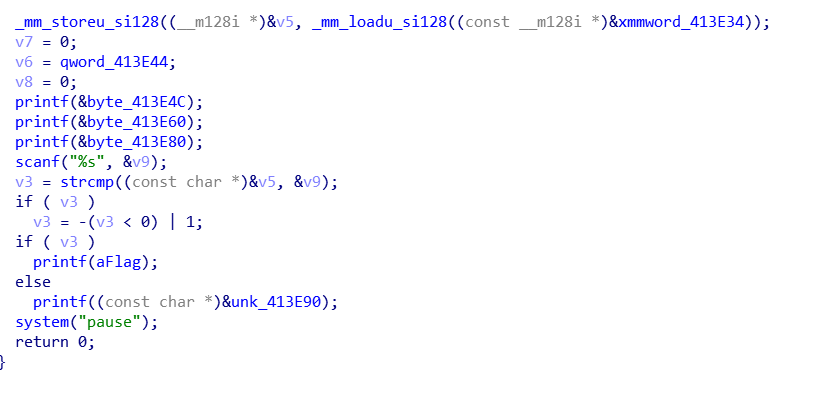 _mm_storeu_si128((__m128i *)&v5, _mm_loadu_si128((const __m128i *)&xmmword_413E34));
v7 = 0;
v6 = qword_413E44;
v8 = 0;
printf(&byte_413E4C);
printf(&byte_413E60);
printf(&byte_413E80);
scanf("%s", &v9);
v3 = strcmp((const char *)&v5, &v9);
if ( v3 )
v3 = -(v3 < 0) | 1;
if ( v3 )
printf(aFlag);
else
printf((const char *)&unk_413E90);
system("pause");
return 0;
}